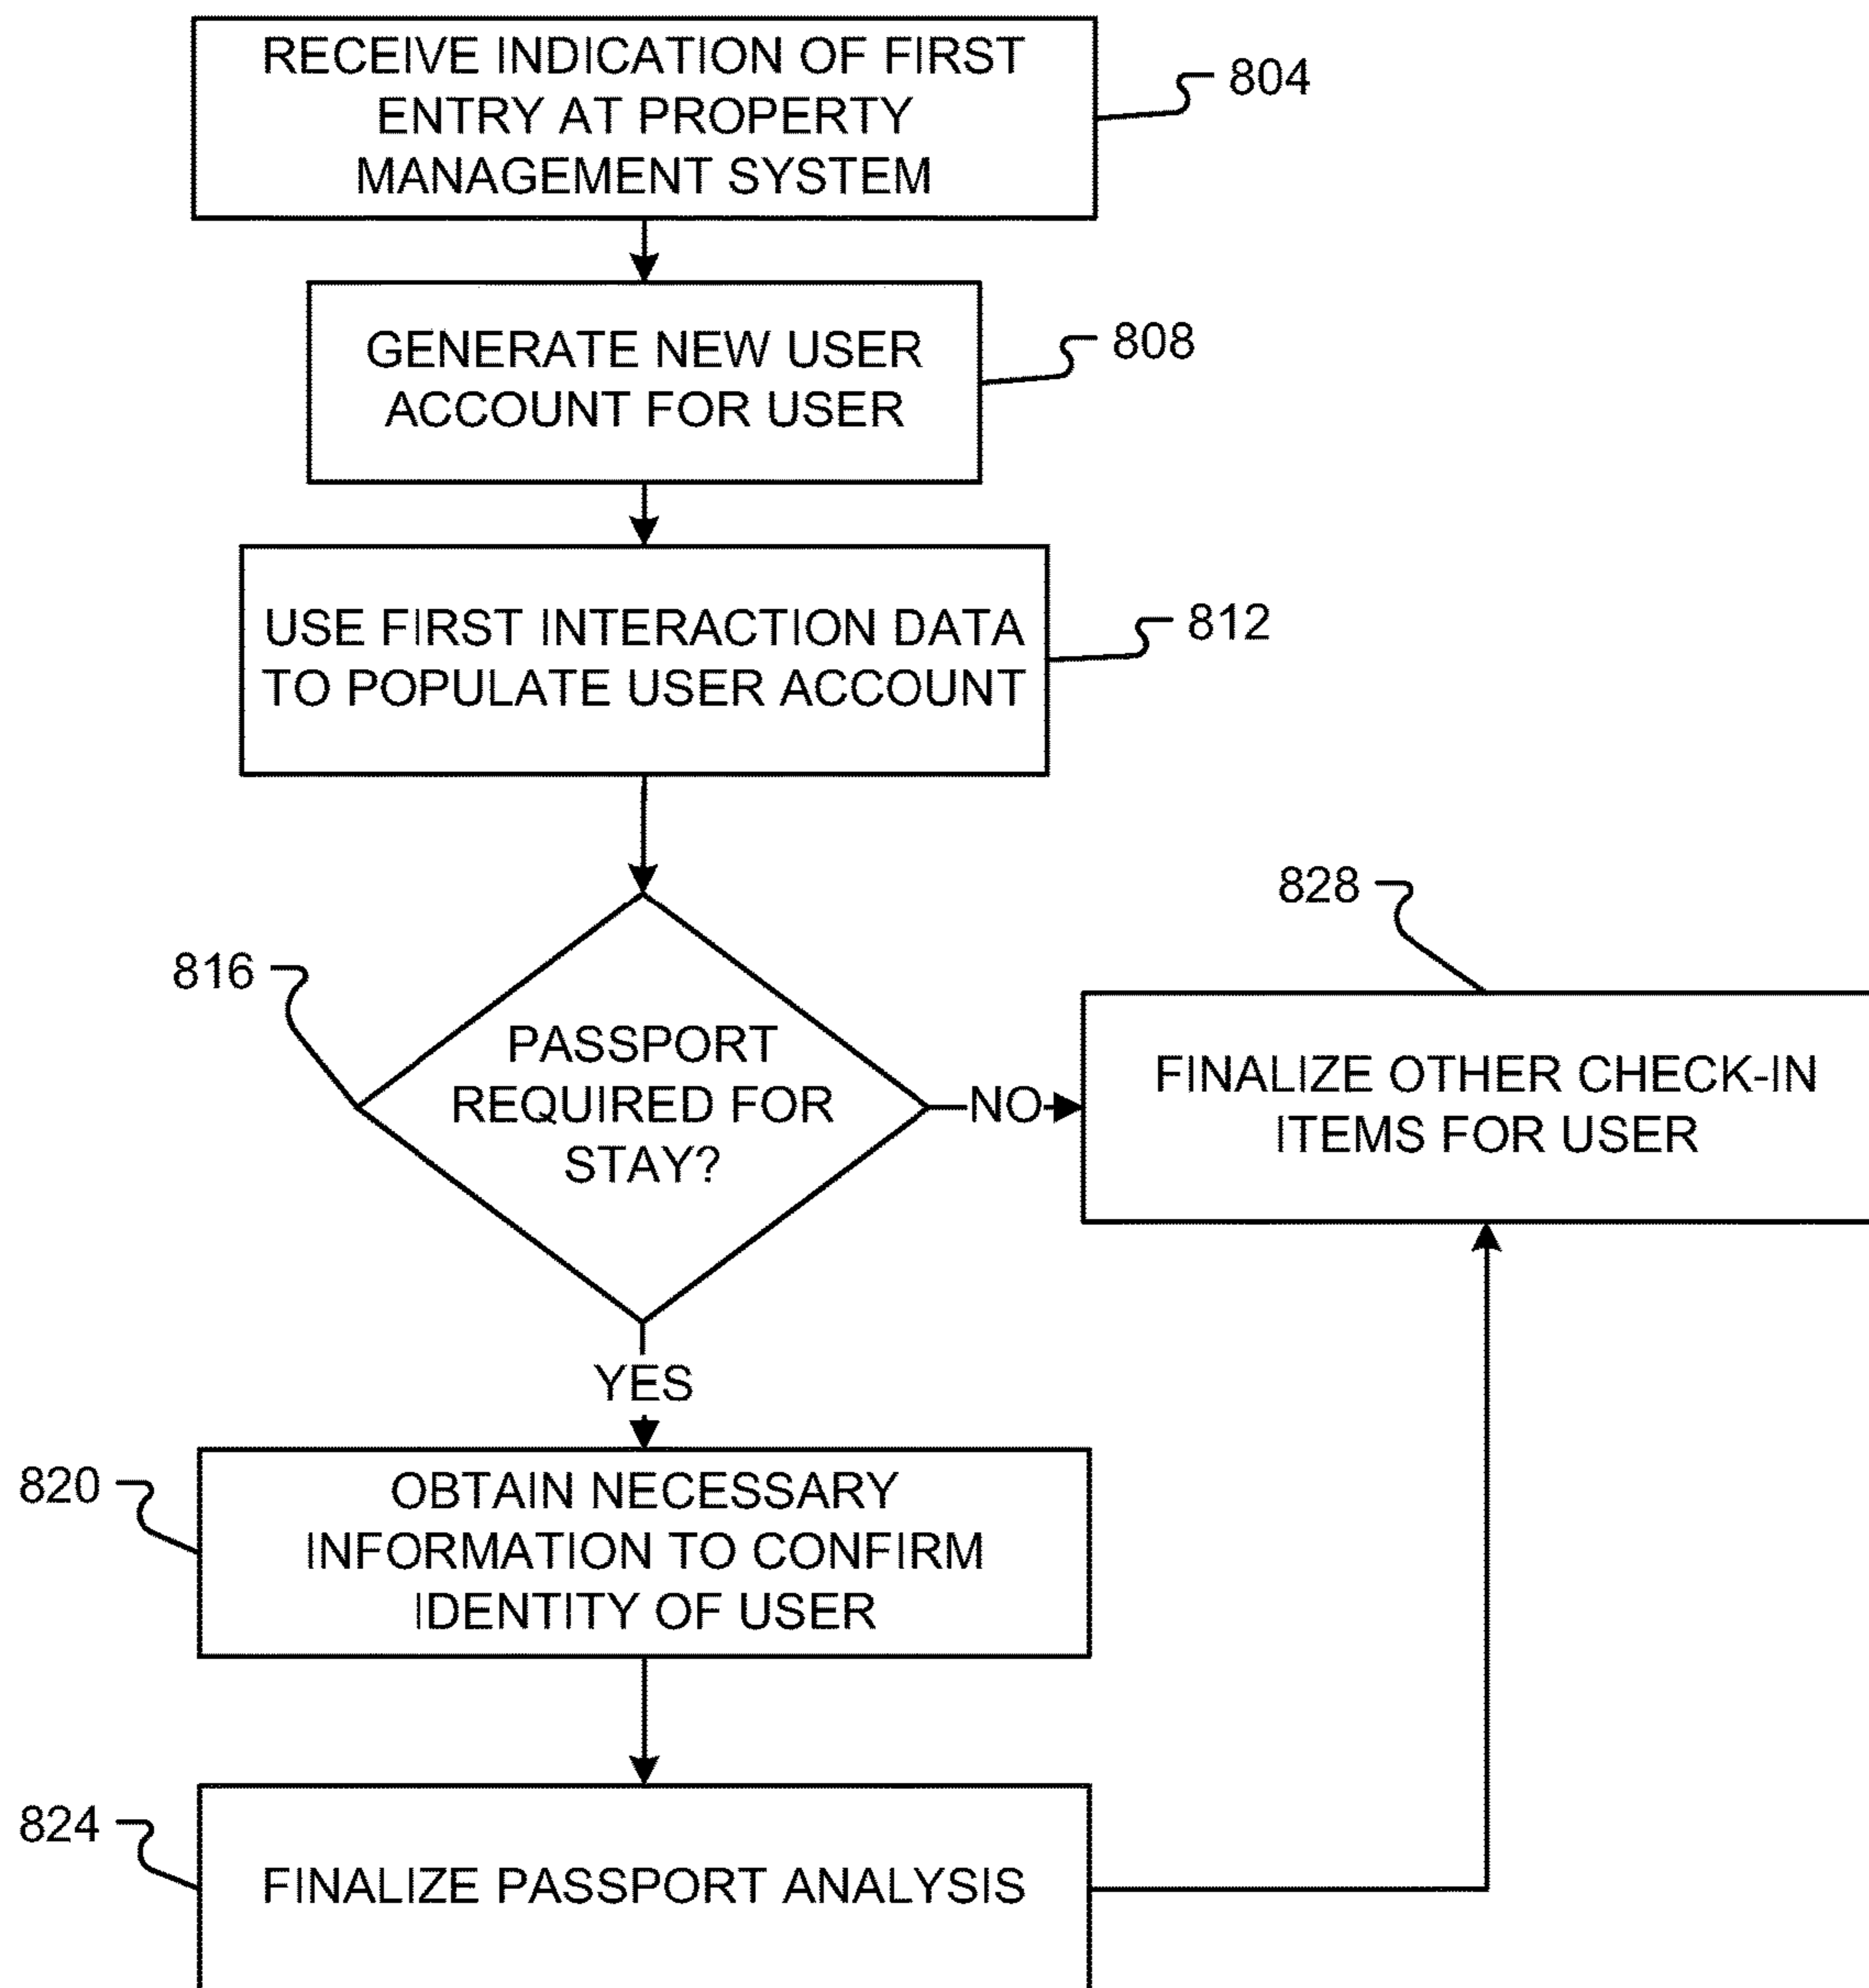 RECEIVE INDICATION OF FIRST
ENTRY AT PROPERTY
MANAGEMENT SYSTEM
804
GENERATE NEW USER
ACCOUNT FOR USER
808
USE FIRST INTERACTION DATA
TO POPULATE USER ACCOUNT
812
816
PASSPORT
REQUIRED FOR
STAY?
NO
828
FINALIZE OTHER CHECK-IN
ITEMS FOR USER
YES
820
OBTAIN NECESSARY
INFORMATION TO CONFIRM
IDENTITY OF USER
824
FINALIZE PASSPORT ANALYSIS